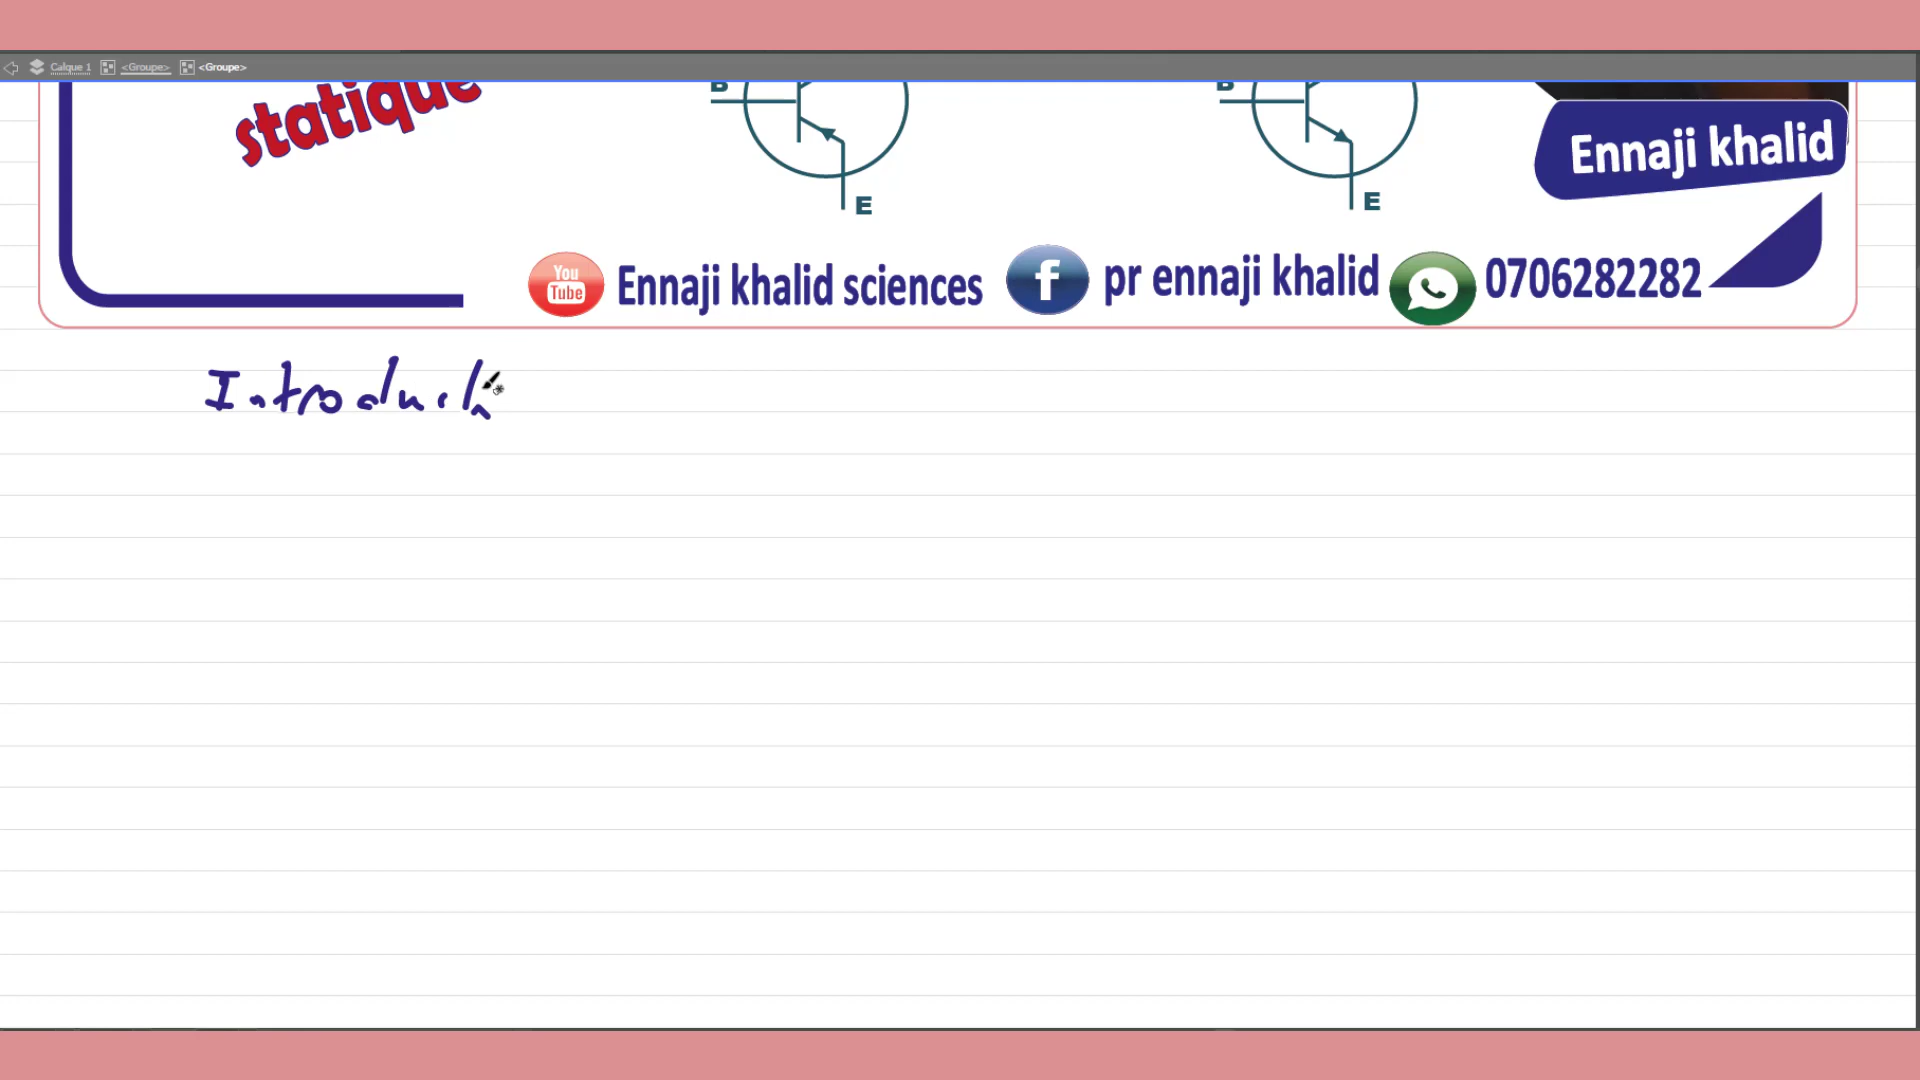 Calque 1 <Groupe> <Groupe>
statique
B
B
E
E
Ennaji khalid
You Tube Ennaji khalid sciences f pr ennaji khalid 0706282282